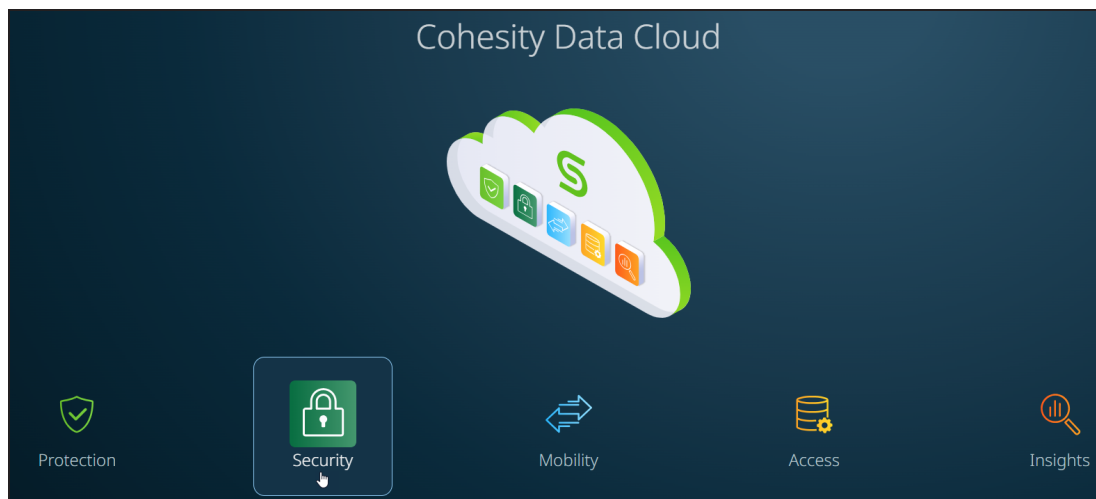 Cohesity Data Cloud
Protection
Security
Mobility
Access
Insights